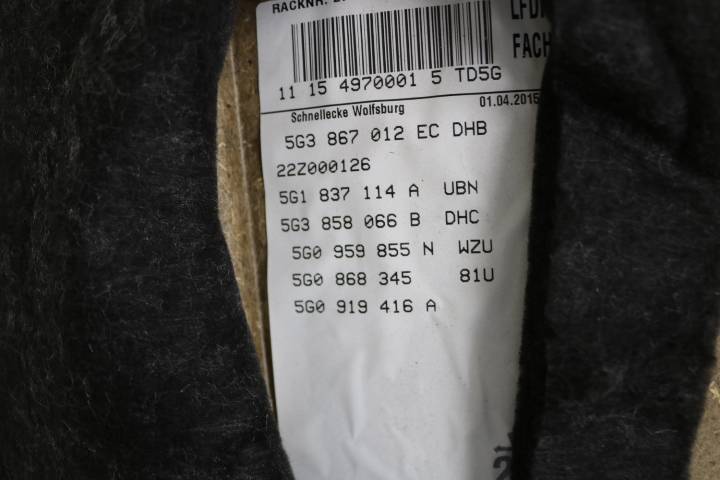 RACKNR.
FACH
11 15 4970001 5 TD5G
Schnellecke Wolfsburg 01.04.2015
5G3 867 012 EC DHB
22Z000126
5G1 837 114 A UBN
5G3 858 066 B DHC
5G0 959 855 N WZU
5G0 868 345 81U
5G0 919 416 A